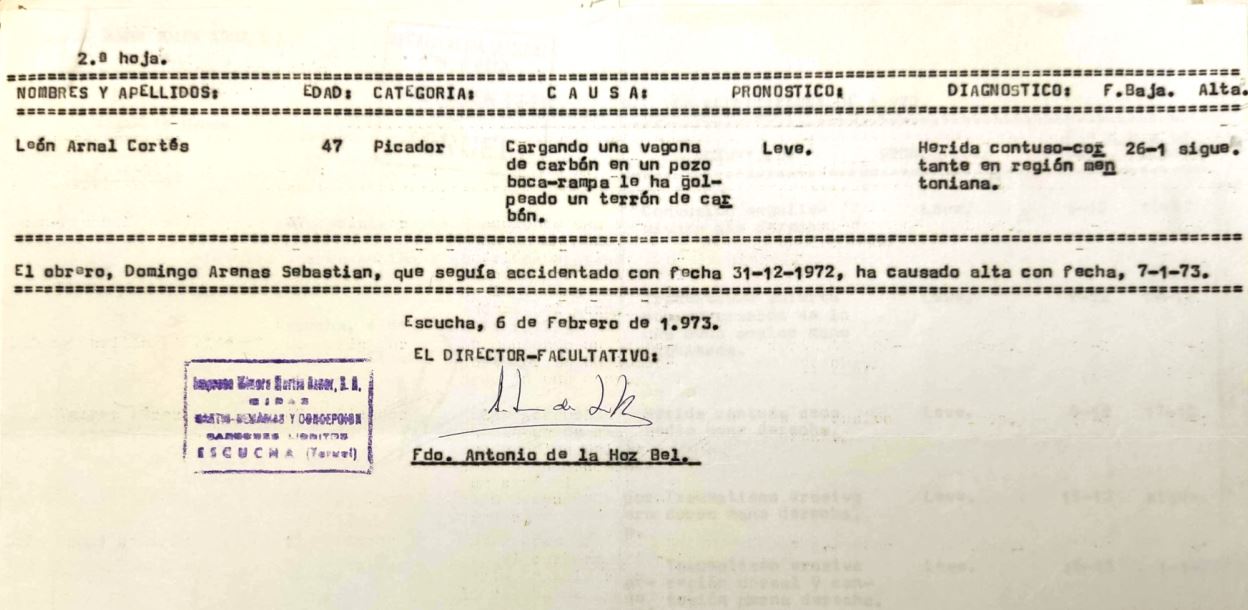 2.ª hoja.
NOMBRES Y APELLIDOS: EDAD: CATEGORIA: C A U S A: PRONOSTICO: DIAGNOSTICO: F.Baja. Alta.
León Arnal Cortés 47 Picador Cargando una vagona Leve. Herida contuso-cor 26-1 sigue.
de carbón en un pozo tante en región men
boca-rampa le ha gol- toniana.
peado un terrón de car
bón.
El obrero, Domingo Arenas Sebastian, que seguía accidentado con fecha 31-12-1972, ha causado alta con fecha, 7-1-73.
Escucha, 6 de Febrero de 1.973.
EL DIRECTOR-FACULTATIVO:
MINAS
Y CONCEPCION
CARBONES LIGNITOS
ESCUCHA (Teruel)
Fdo. Antonio de la Hoz Bel.